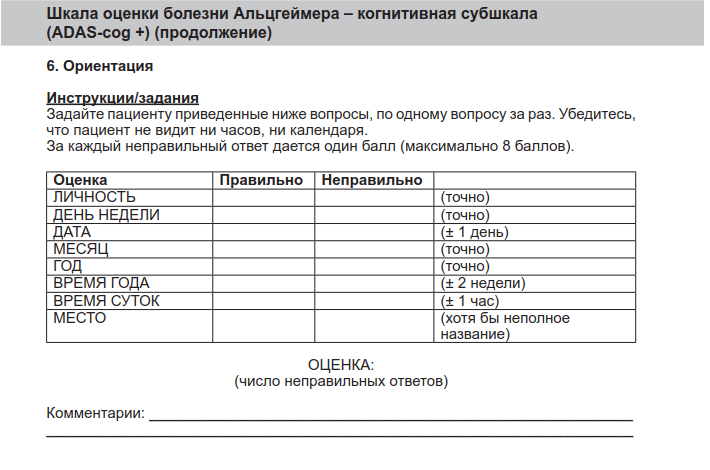 Шкала оценки болезни Альцгеймера – когнитивная субшкала
(ADAS-cog +) (продолжение)
6. Ориентация
Инструкции/задания
Задайте пациенту приведенные ниже вопросы, по одному вопросу за раз. Убедитесь,
что пациент не видит ни часов, ни календаря.
За каждый неправильный ответ дается один балл (максимально 8 баллов).
Оценка Правильно Неправильно
ЛИЧНОСТЬ (точно)
ДЕНЬ НЕДЕЛИ (точно)
ДАТА (± 1 день)
МЕСЯЦ (точно)
ГОД (точно)
ВРЕМЯ ГОДА (± 2 недели)
ВРЕМЯ СУТОК (± 1 час)
МЕСТО (хотя бы неполное
название)
ОЦЕНКА:
(число неправильных ответов)
Комментарии: